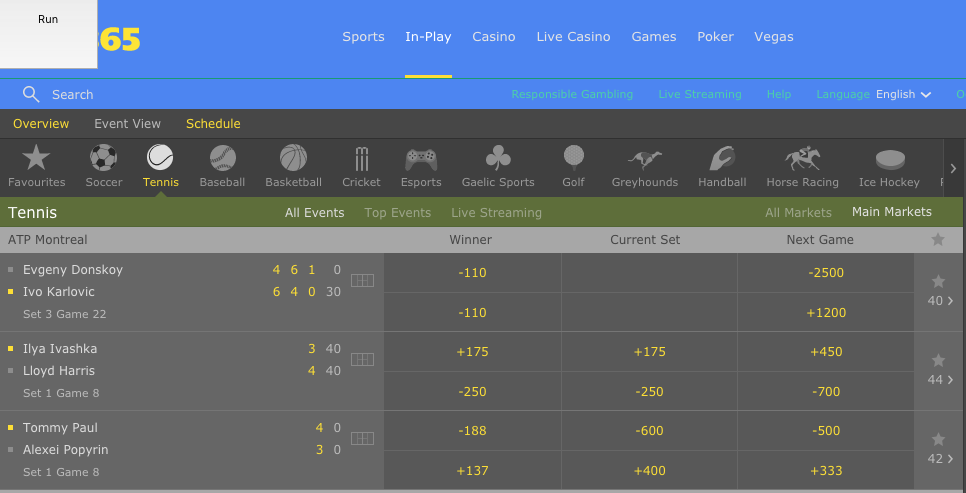 Run
65
Sports In-Play Casino Live Casino Games Poker Vegas
Search Responsible Gambling Live Streaming Help Language English O
Overview Event View Schedule
Favourites Soccer Tennis Baseball Basketball Cricket Esports Gaelic Sports Golf Greyhounds Handball Horse Racing Ice Hockey
Tennis All Events Top Events Live Streaming All Markets Main Markets
ATP Montreal Winner Current Set Next Game
Evgeny Donskoy 4 6 1 0 -110 -2500
Ivo Karlovic 6 4 0 30 -110 +1200
Set 3 Game 22
40
Ilya Ivashka 3 40 +175 +175 +450
Lloyd Harris 4 40 -250 -250 -700
Set 1 Game 8
44
Tommy Paul 4 0 -188 -600 -500
Alexei Popyrin 3 0 +137 +400 +333
Set 1 Game 8
42